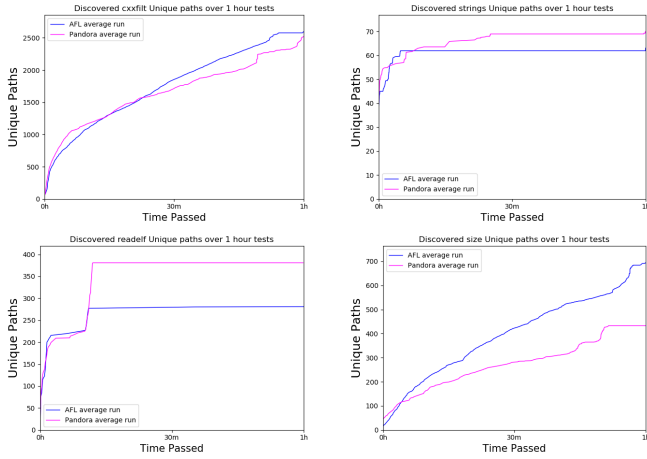 Discovered cxxfilt Unique paths over 1 hour tests
AFL average run
Pandora average run
Unique Paths
2500
2000
1500
1000
500
0
0h
30m
1h
Time Passed
Discovered strings Unique paths over 1 hour tests
Unique Paths
70
60
50
40
30
20
10
0
AFL average run
Pandora average run
0h
30m
1h
Time Passed
Discovered readelf Unique paths over 1 hour tests
Unique Paths
400
350
300
250
200
150
100
50
0
AFL average run
Pandora average run
0h
30m
1h
Time Passed
Discovered size Unique paths over 1 hour tests
AFL average run
Pandora average run
Unique Paths
700
600
500
400
300
200
100
0
0h
30m
1h
Time Passed